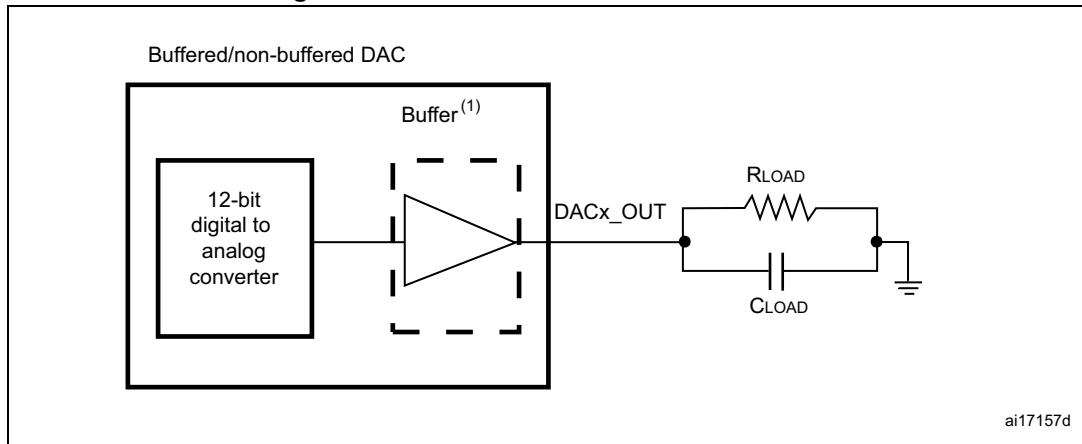 Buffered/non-buffered DAC
Buffer(1)
12-bit
digital to
analog
converter
DACx_OUT
RLOAD
CLOAD
ai17157d